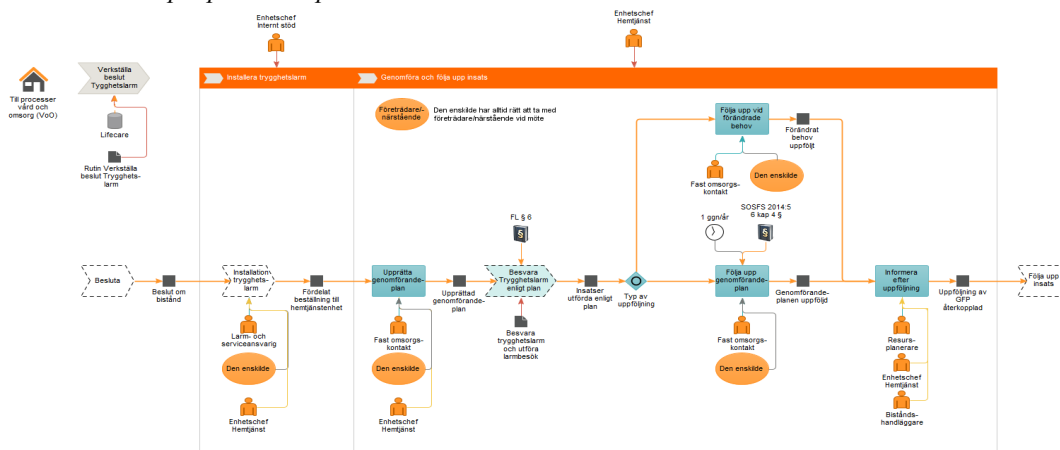 Enhetschef
Internt stöd
Enhetschef
Hemtjänst
Till processer
vård och
omsorg (VoO)
Verkställa
beslut
Tygghetslarm
Lifecare
Rutin Verkställa
beslut Trygghets-
larm
Installera trygghetslarm
Genomföra och följa upp insats
Företrädare/-
närstående
Den enskilde har alltid rätt att ta med
företrädare/närstående vid möte
Följa upp vid
förändrade
behov
Förändrat
behov
uppföljt
Fast omsorgs-
kontakt
Den enskilde
FL § 6
1 ggn/år
SOSFS 2014:5
6 kap 4 §
Besluta
Beslut om
bistånd
Installation
trygghets-
larm
Fördelat
beställning till
hemtjänstenhet
Upprätta
genomförande-
plan
Upprättad
genomförande-
plan
Besvara
Trygghetslarm
enligt plan
Insatser
utförda enligt
plan
Typ av
uppföljning
Följa upp
genomförande-
plan
Genomförande-
planen uppföljd
Informera
efter
uppföljning
Uppföljning av
GFP
återkopplad
Följa upp
insats
Larm- och
serviceansvarig
Den enskilde
Enhetschef
Hemtjänst
Fast omsorgs-
kontakt
Den enskilde
Enhetschef
Hemtjänst
Besvara
trygghetslarm
och utföra
larmbesök
Fast omsorgs-
kontakt
Den enskilde
Resurs-
planerare
Enhetschef
Hemtjänst
Bistånds-
handläggare